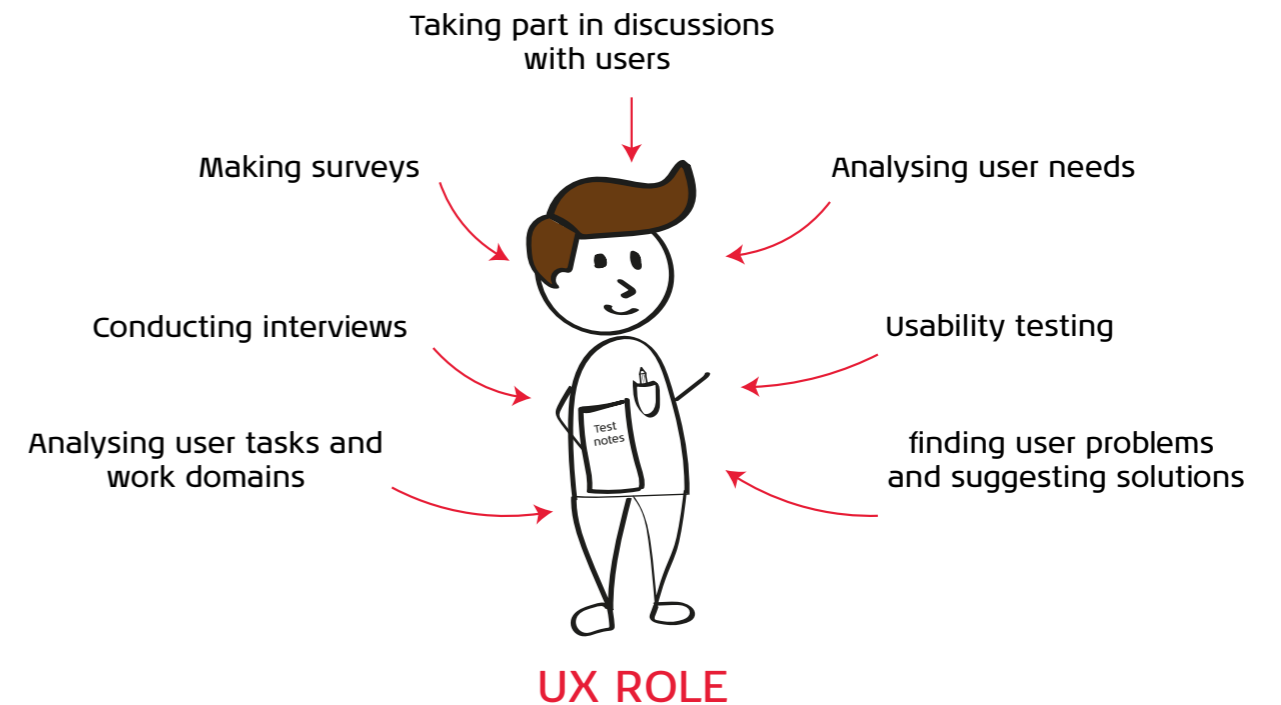 Taking part in discussions
with users
Making surveys
Analysing user needs
Conducting interviews
Usability testing
Analysing user tasks and
work domains
finding user problems
and suggesting solutions
Test
notes
UX ROLE